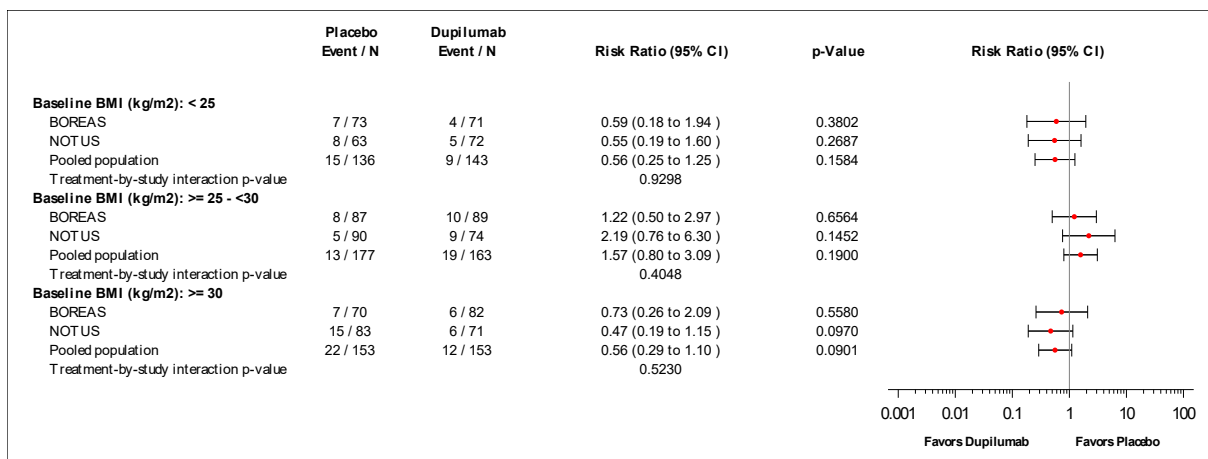 Placebo Dupilumab
Event / N Event / N Risk Ratio (95% CI) p-Value Risk Ratio (95% CI)
Baseline BMI (kg/m2): < 25
BOREAS 7 / 73 4 / 71 0.59 (0.18 to 1.94 ) 0.3802
NOTUS 8 / 63 5 / 72 0.55 (0.19 to 1.60 ) 0.2687
Pooled population 15 / 136 9 / 143 0.56 (0.25 to 1.25 ) 0.1584
Treatment-by-study interaction p-value 0.9298
Baseline BMI (kg/m2): >= 25 - <30
BOREAS 8 / 87 10 / 89 1.22 (0.50 to 2.97 ) 0.6564
NOTUS 5 / 90 9 / 74 2.19 (0.76 to 6.30 ) 0.1452
Pooled population 13 / 177 19 / 163 1.57 (0.80 to 3.09 ) 0.1900
Treatment-by-study interaction p-value 0.4048
Baseline BMI (kg/m2): >= 30
BOREAS 7 / 70 6 / 82 0.73 (0.26 to 2.09 ) 0.5580
NOTUS 15 / 83 6 / 71 0.47 (0.19 to 1.15 ) 0.0970
Pooled population 22 / 153 12 / 153 0.56 (0.29 to 1.10 ) 0.0901
Treatment-by-study interaction p-value 0.5230
0.001 0.01 0.1 1 10 100
Favors Dupilumab Favors Placebo